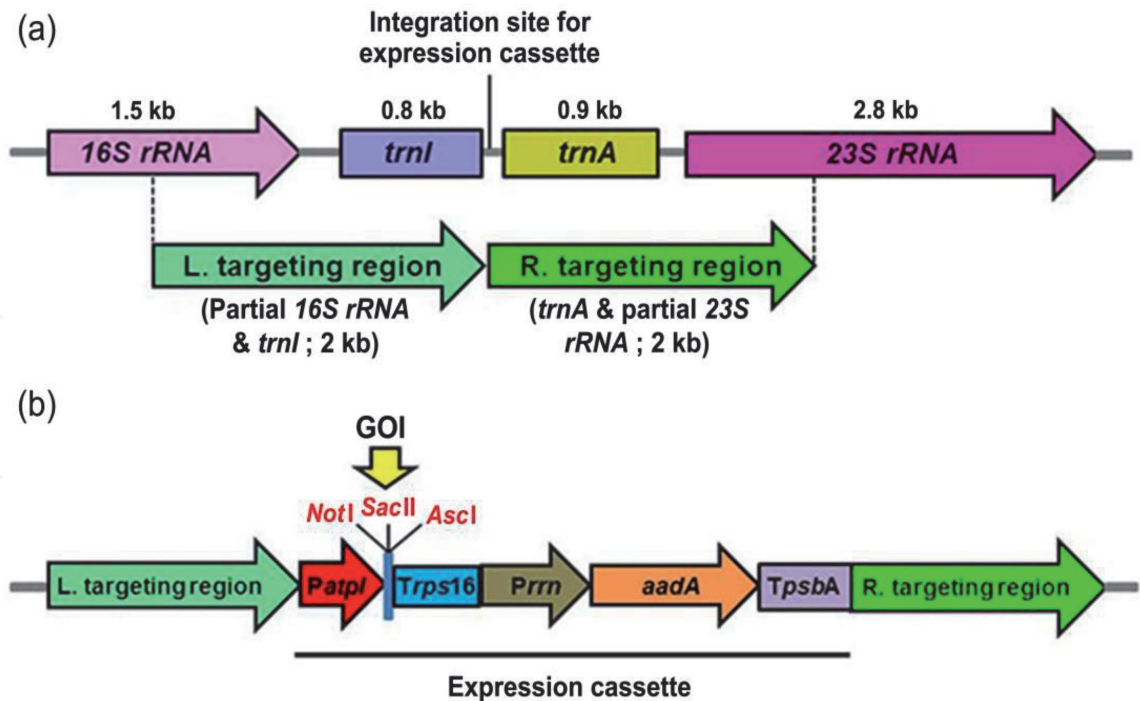 (a)
Integration site for
expression cassette
1.5 kb
0.8 kb
0.9 kb
2.8 kb
16S rRNA
trnI
trnA
23S rRNA
L. targeting region
R. targeting region
(Partial 16S rRNA
& trnI ; 2 kb)
(trnA & partial 23S
rRNA ; 2 kb)
(b)
GOI
NotI
SacII
AscI
L. targeting region
PatpI
Trps16
Prrn
aadA
TpsbA
R. targeting region
Expression cassette